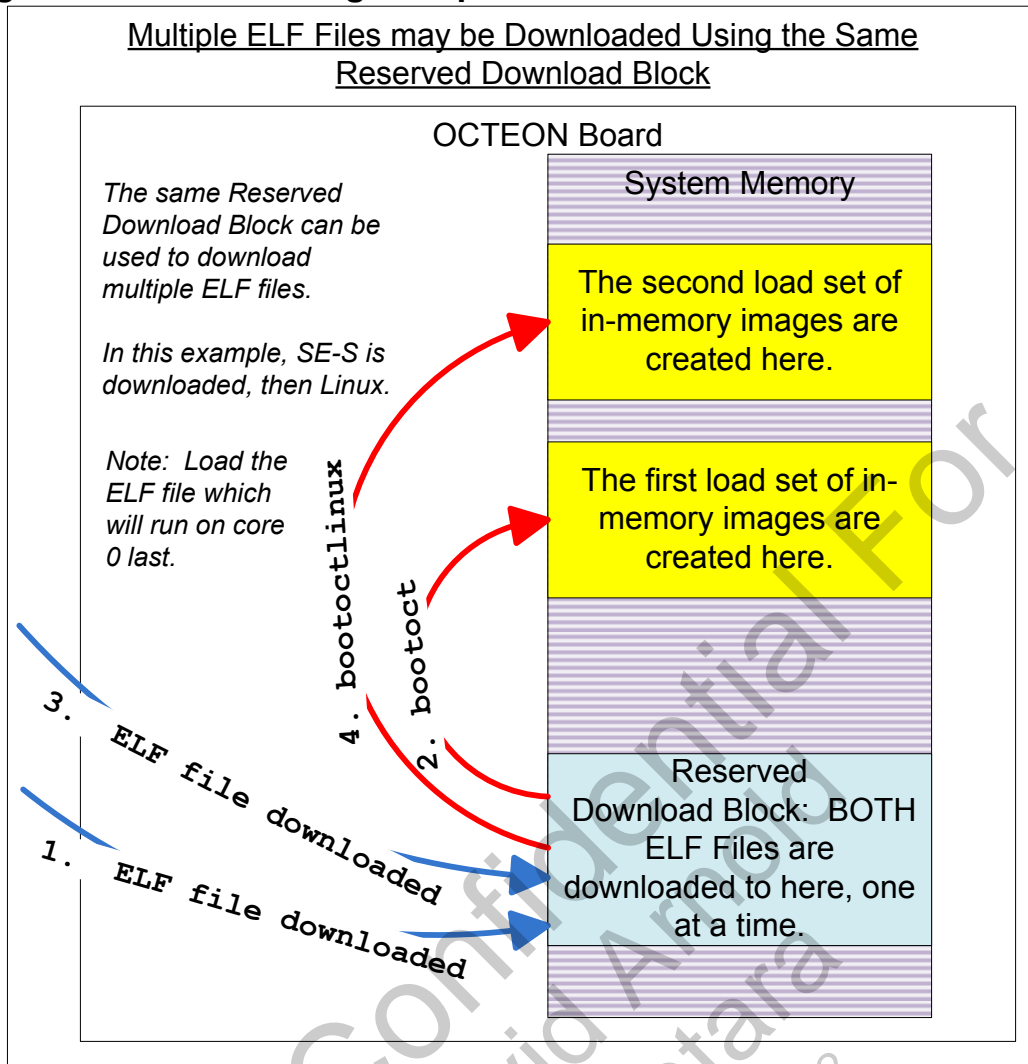 Multiple ELF Files may be Downloaded Using the Same
Reserved Download Block
OCTEON Board
The same Reserved
Download Block can be
used to download
multiple ELF files.
In this example, SE-S is
downloaded, then Linux.
Note: Load the
ELF file which
will run on core
0 last.
System Memory
The second load set of
in-memory images are
created here.
The first load set of in-
memory images are
created here.
4. bootoctlinux
2. bootoct
3. ELF file downloaded
1. ELF file downloaded
Reserved
Download Block: BOTH
ELF Files are
downloaded to here, one
at a time.
Confidential For
Arnold